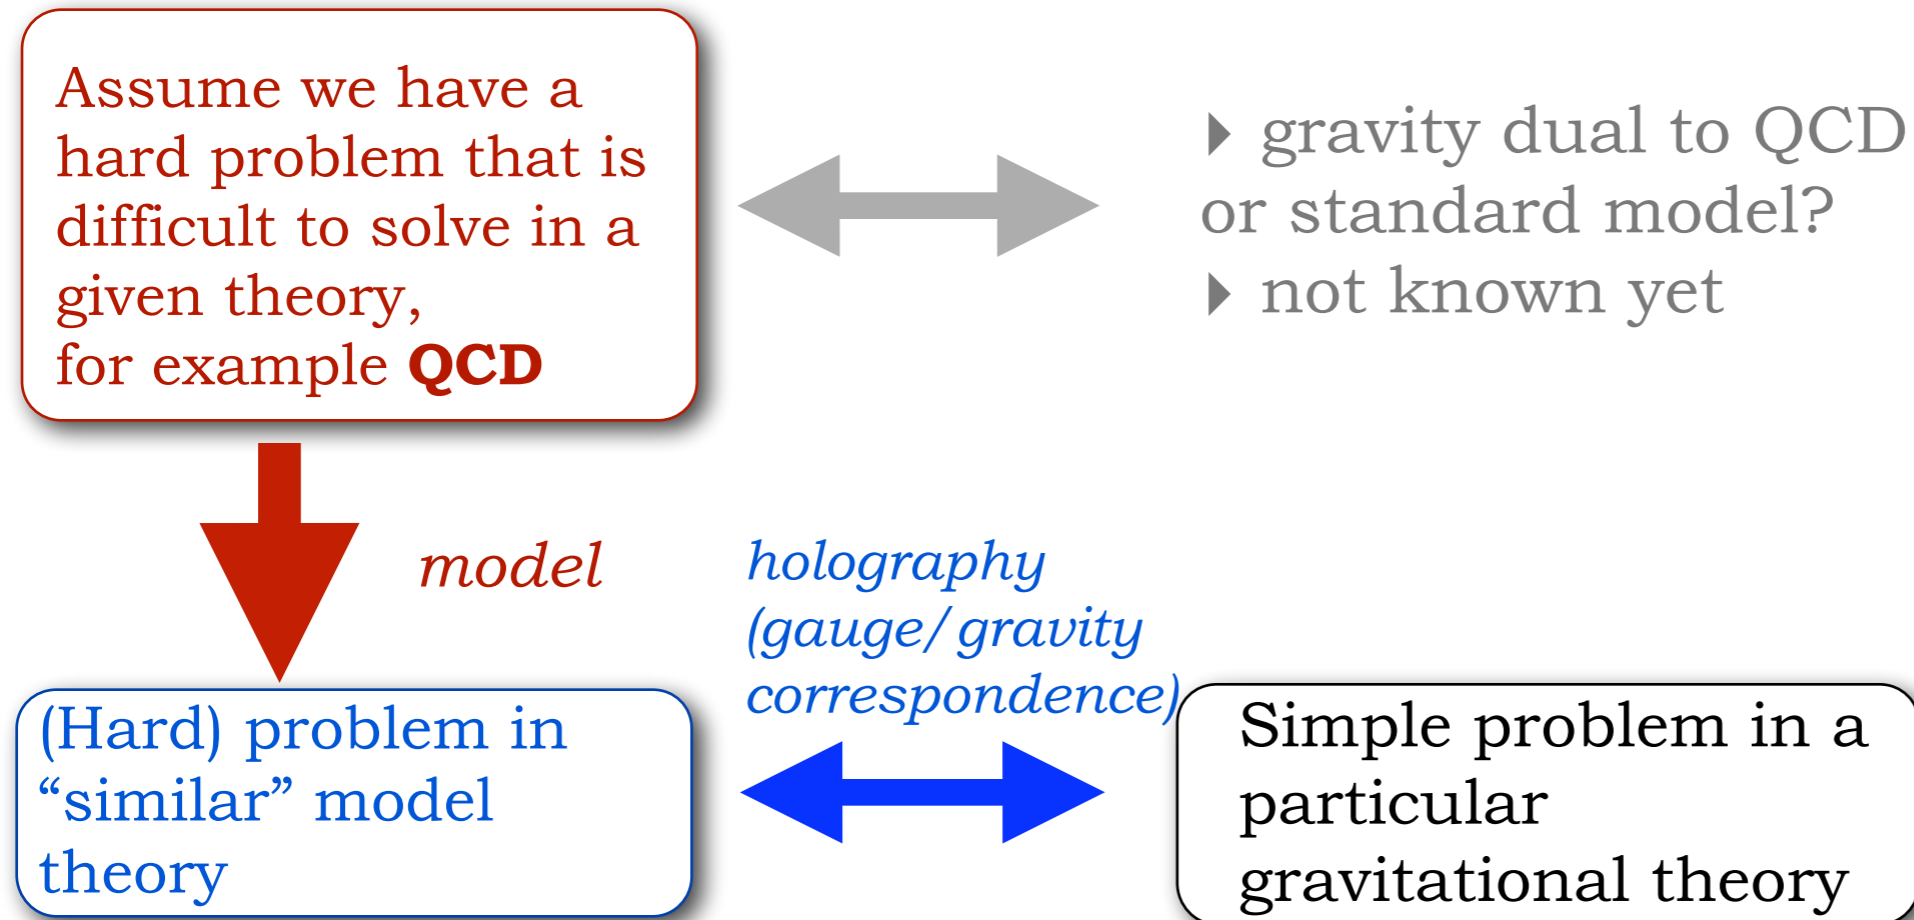 Assume we have a
hard problem that is
difficult to solve in a
given theory,
for example QCD
▸ gravity dual to QCD
or standard model?
▸ not known yet
model
holography
(gauge/gravity
correspondence)
(Hard) problem in
“similar” model
theory
Simple problem in a
particular
gravitational theory